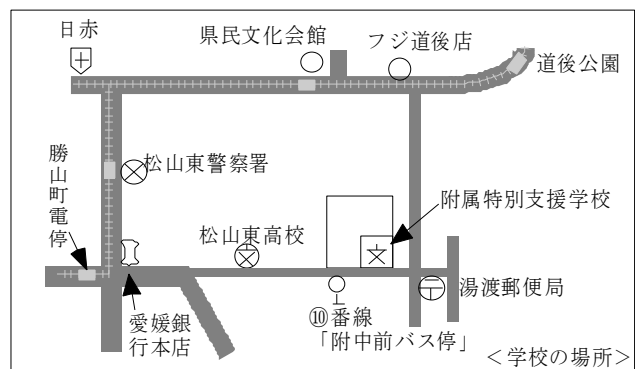 日赤
県民文化会館
フジ道後店
道後公園
松山東警察署
勝山町電停
附属特別支援学校
松山東高校
湯渡郵便局
愛媛銀
行本店
⑩番線
「附中前バス停」
<学校の場所>